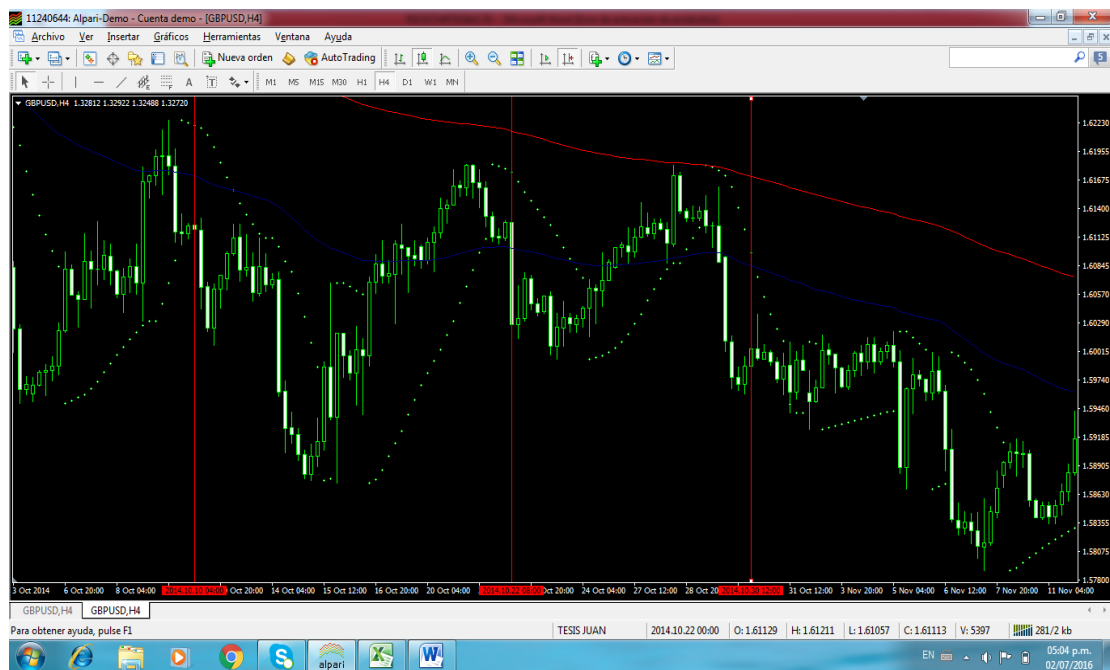 11240644: Alpari-Demo - Cuenta demo - [GBPUSD,H4]
Archivo Ver Insertar Gráficos Herramientas Ventana Ayuda
Nueva orden AutoTrading
5
A T M1 M5 M15 M30 H1 H4 D1 W1 MN
GBPUSD,H4 1.32812 1.32922 1.32488 1.32720
1.62230
1.61955
1.61675
1.61400
1.61125
1.60845
1.60570
1.60290
1.60015
1.59740
1.59460
1.59185
1.58905
1.58630
1.58355
1.58075
1.57800
3 Oct 2014 6 Oct 20:00 8 Oct 04:00 2014.10.10 04:00 Oct 20:00 14 Oct 04:00 15 Oct 12:00 16 Oct 20:00 20 Oct 04:00 2014.10.22 08:00 Oct 20:00 24 Oct 04:00 27 Oct 12:00 28 Oct 20 2014.10.30 12:00 31 Oct 12:00 3 Nov 20:00 5 Nov 04:00 6 Nov 12:00 7 Nov 20:00 11 Nov 04:00
GBPUSD,H4 GBPUSD,H4
Para obtener ayuda, pulse F1 TESIS JUAN 2014.10.22 00:00 O: 1.61129 H: 1.61211 L: 1.61057 C: 1.61113 V: 5397 281/2 kb
alpari EN 05:04 p.m.
02/07/2016